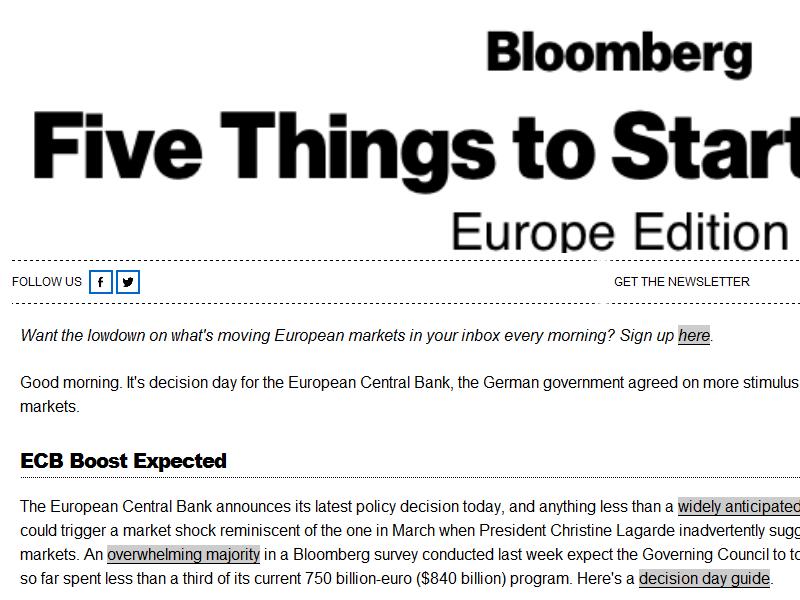 Bloomberg
Five Things to Start
Europe Edition
FOLLOW US GET THE NEWSLETTER
Want the lowdown on what's moving European markets in your inbox every morning? Sign up here.
Good morning. It's decision day for the European Central Bank, the German government agreed on more stimulus
markets.
ECB Boost Expected
The European Central Bank announces its latest policy decision today, and anything less than a widely anticipated
could trigger a market shock reminiscent of the one in March when President Christine Lagarde inadvertently
markets. An overwhelming majority in a Bloomberg survey conducted last week expect the Governing Council to
so far spent less than a third of its current 750 billion-euro ($840 billion) program. Here's a decision day guide.